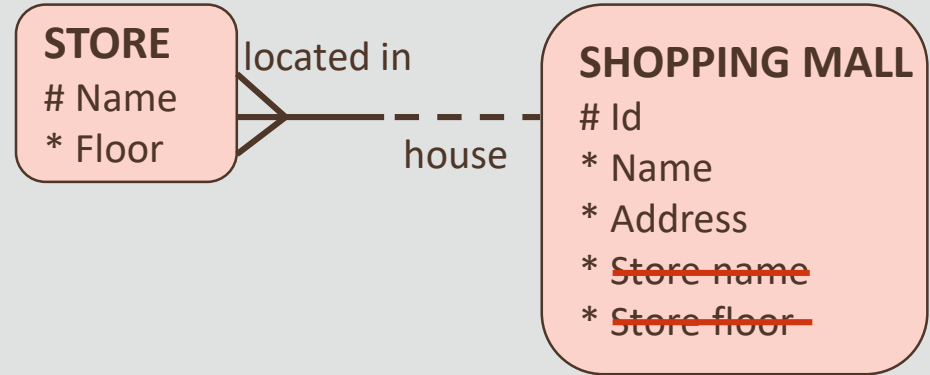 STORE
# Name
* Floor
located in
house
SHOPPING MALL
# Id
* Name
* Address
* Store name
* Store floor